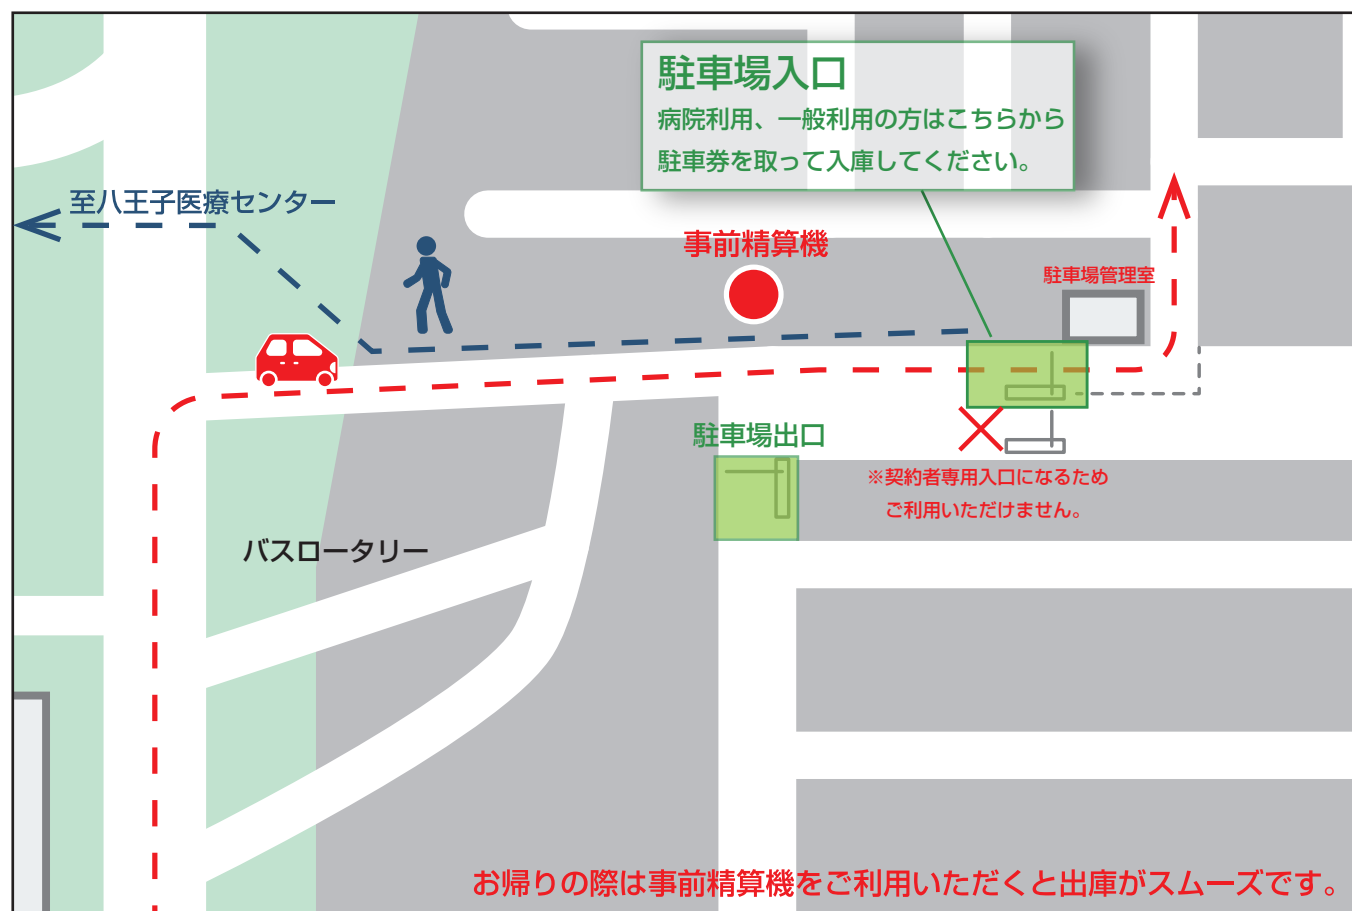 駐車場入口
病院利用、一般利用の方はこちらから
駐車券を取って入庫してください。
至八王子医療センター
事前精算機
駐車場管理室
駐車場出口
※契約者専用入口になるため
ご利用いただけません。
バスロータリー
お帰りの際は事前精算機をご利用いただくと出庫がスムーズです。